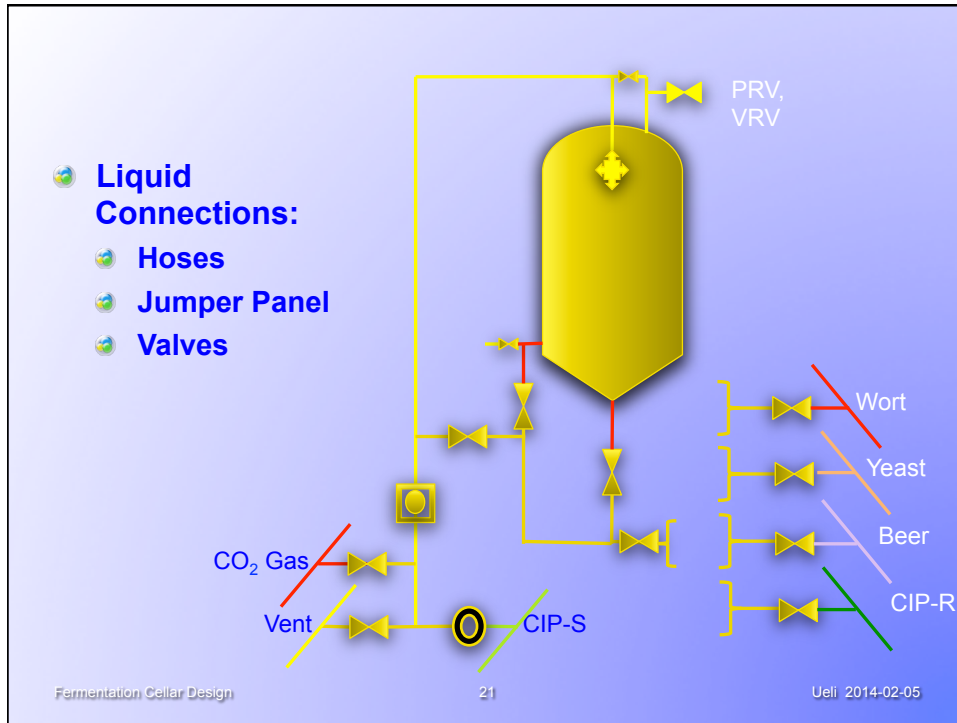 PRV,
VRV
Liquid
Connections:
Hoses
Jumper Panel
Valves
Wort
Yeast
Beer
CO₂ Gas
CIP-R
Vent
CIP-S
Fermentation Cellar Design
21
Ueli 2014-02-05